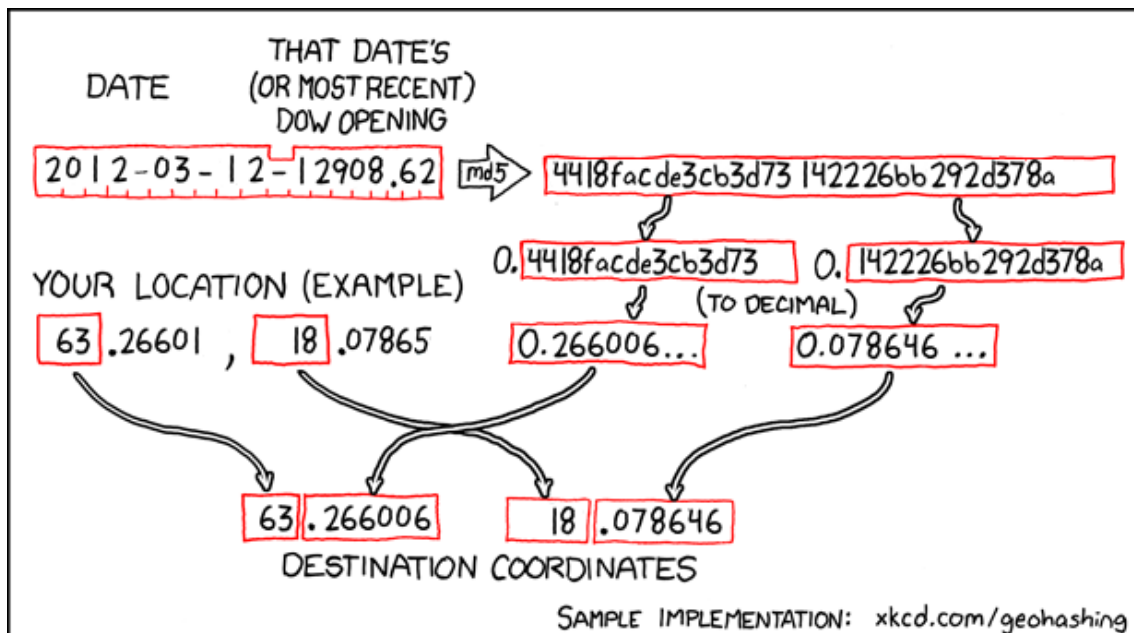 DATE
THAT DATE'S
(OR MOST RECENT)
DOW OPENING
2012-03-12-12908.62
md5
4418facde3cb3d73142226bb292d378a
0.4418facde3cb3d73
0.142226bb292d378a
(TO DECIMAL)
YOUR LOCATION (EXAMPLE)
63.26601, 18.07865
0.266006...
0.078646...
63.266006
18.078646
DESTINATION COORDINATES
SAMPLE IMPLEMENTATION: xkcd.com/geohashing